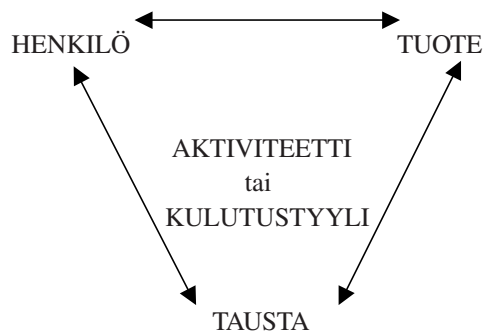 HENKILÖ TUOTE
AKTIVITEETTI
tai
KULUTUSTYYLI
TAUSTA